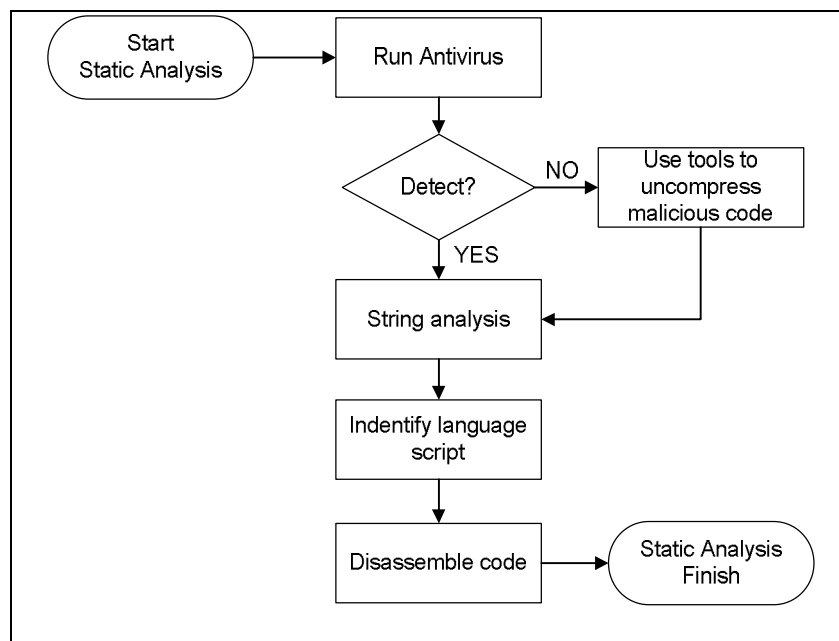 Start
Static Analysis
Run Antivirus
Detect?
NO
Use tools to
uncompress
malicious code
YES
String analysis
Indentify language
script
Disassemble code
Static Analysis
Finish